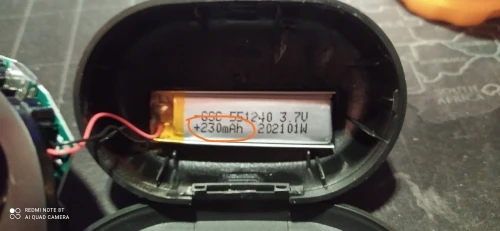 -GSC 551240 3.7V
+230mAh 202101W
REDMI NOTE 8T
AI QUAD CAMERA